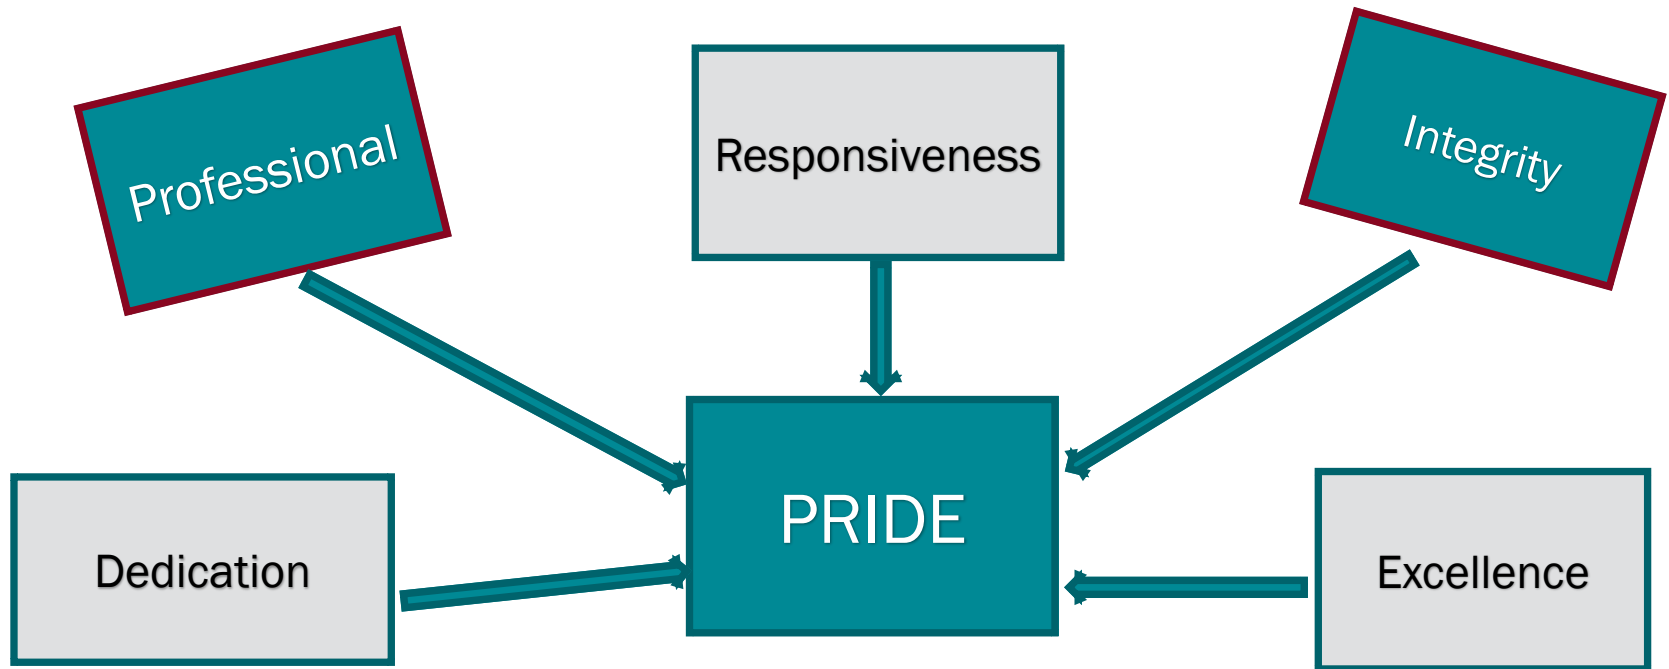 Professional
Responsiveness
Integrity
PRIDE
Dedication
Excellence